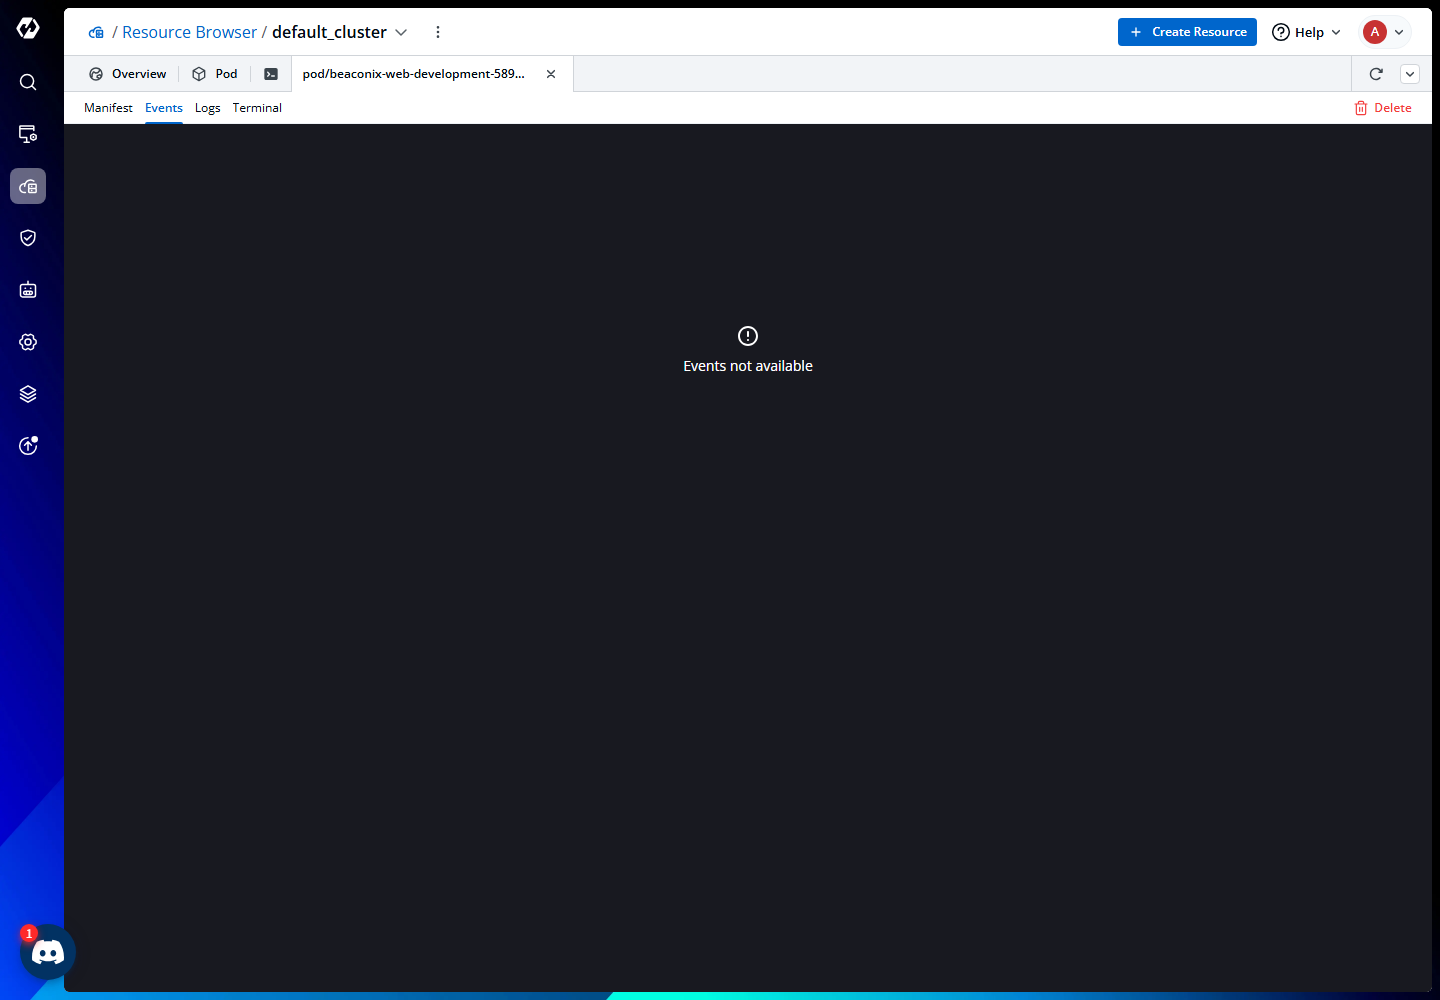 / Resource Browser / default_cluster
Create Resource
Help
A
Overview
Pod
pod/beaconix-web-development-589...
Manifest
Events
Logs
Terminal
Delete
Events not available
1